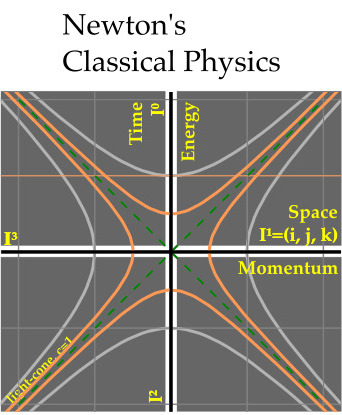 Newton's
Classical Physics
Time
I⁰
Energy
Space
I¹=(i, j, k)
I³
Momentum
light-cone c=1
I²